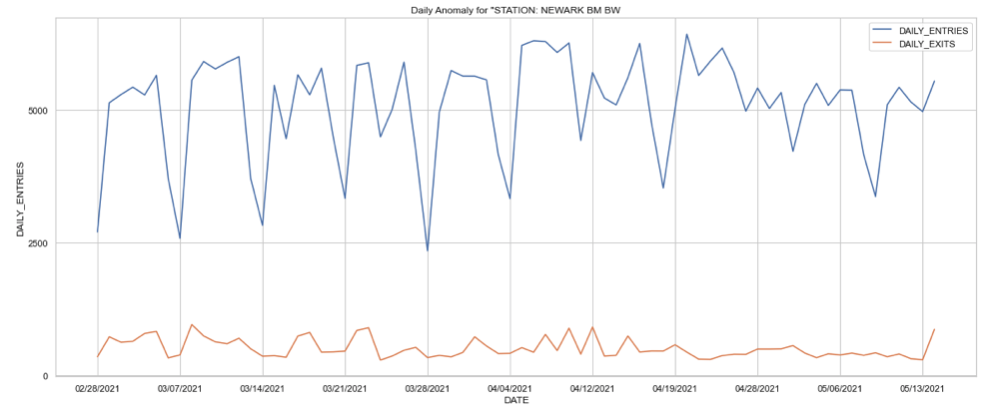 Daily Anomaly for "STATION: NEWARK BM BW
DAILY_ENTRIES
DAILY_EXITS
DAILY_ENTRIES
5000
2500
0
02/28/2021 03/07/2021 03/14/2021 03/21/2021 03/28/2021 04/04/2021 04/12/2021 04/19/2021 04/28/2021 05/06/2021 05/13/2021
DATE